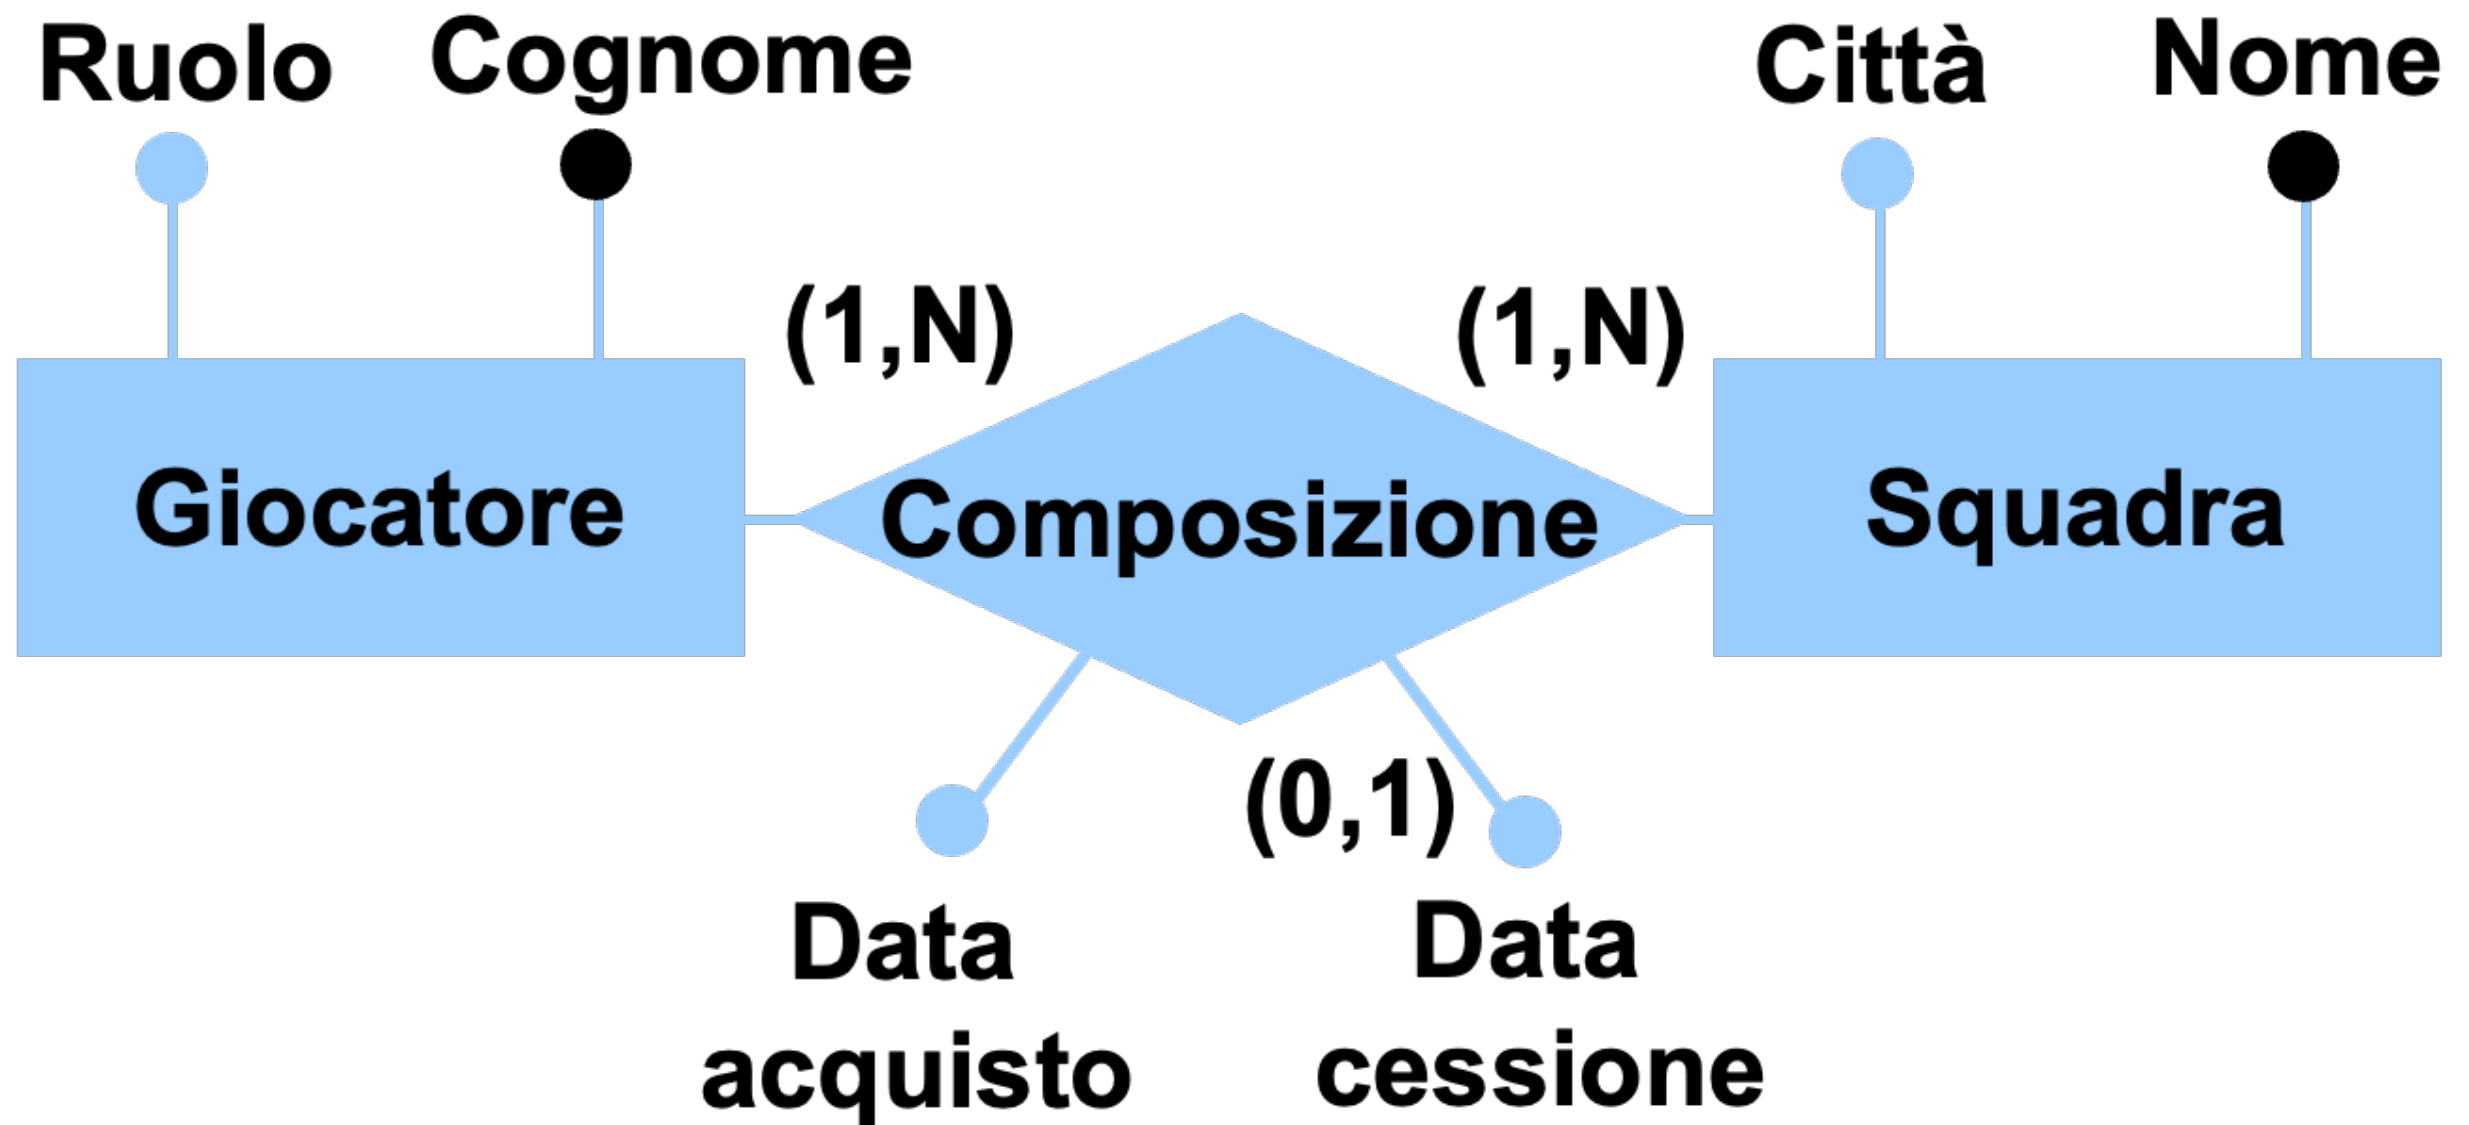 Ruolo
Cognome
Città
Nome
(1,N)
(1,N)
Giocatore
Composizione
Squadra
(0,1)
Data
acquisto
Data
cessione